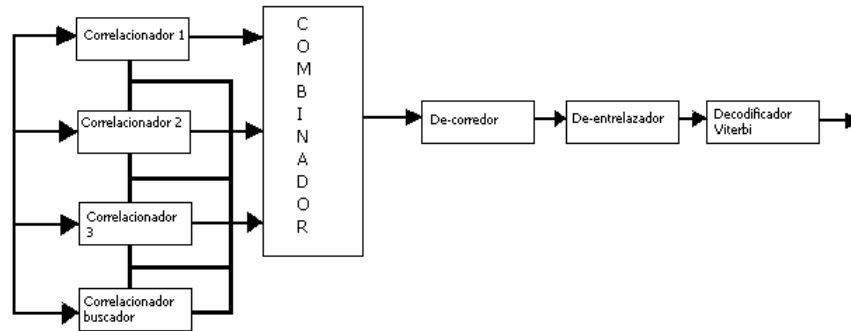 Correlacionador 1
Correlacionador 2
Correlacionador
3
Correlacionador
buscador
C
O
M
B
I
N
A
D
O
R
De-corredor
De-entrelazador
Decodificador
Viterbi